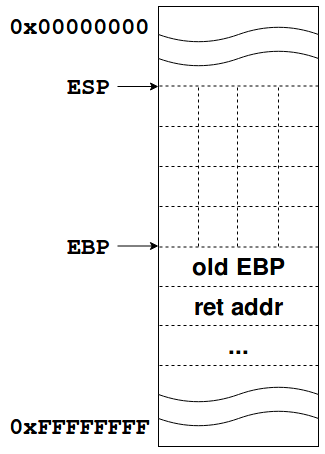 0x00000000
ESP
EBP
old EBP
ret addr
...
0xFFFFFFFF